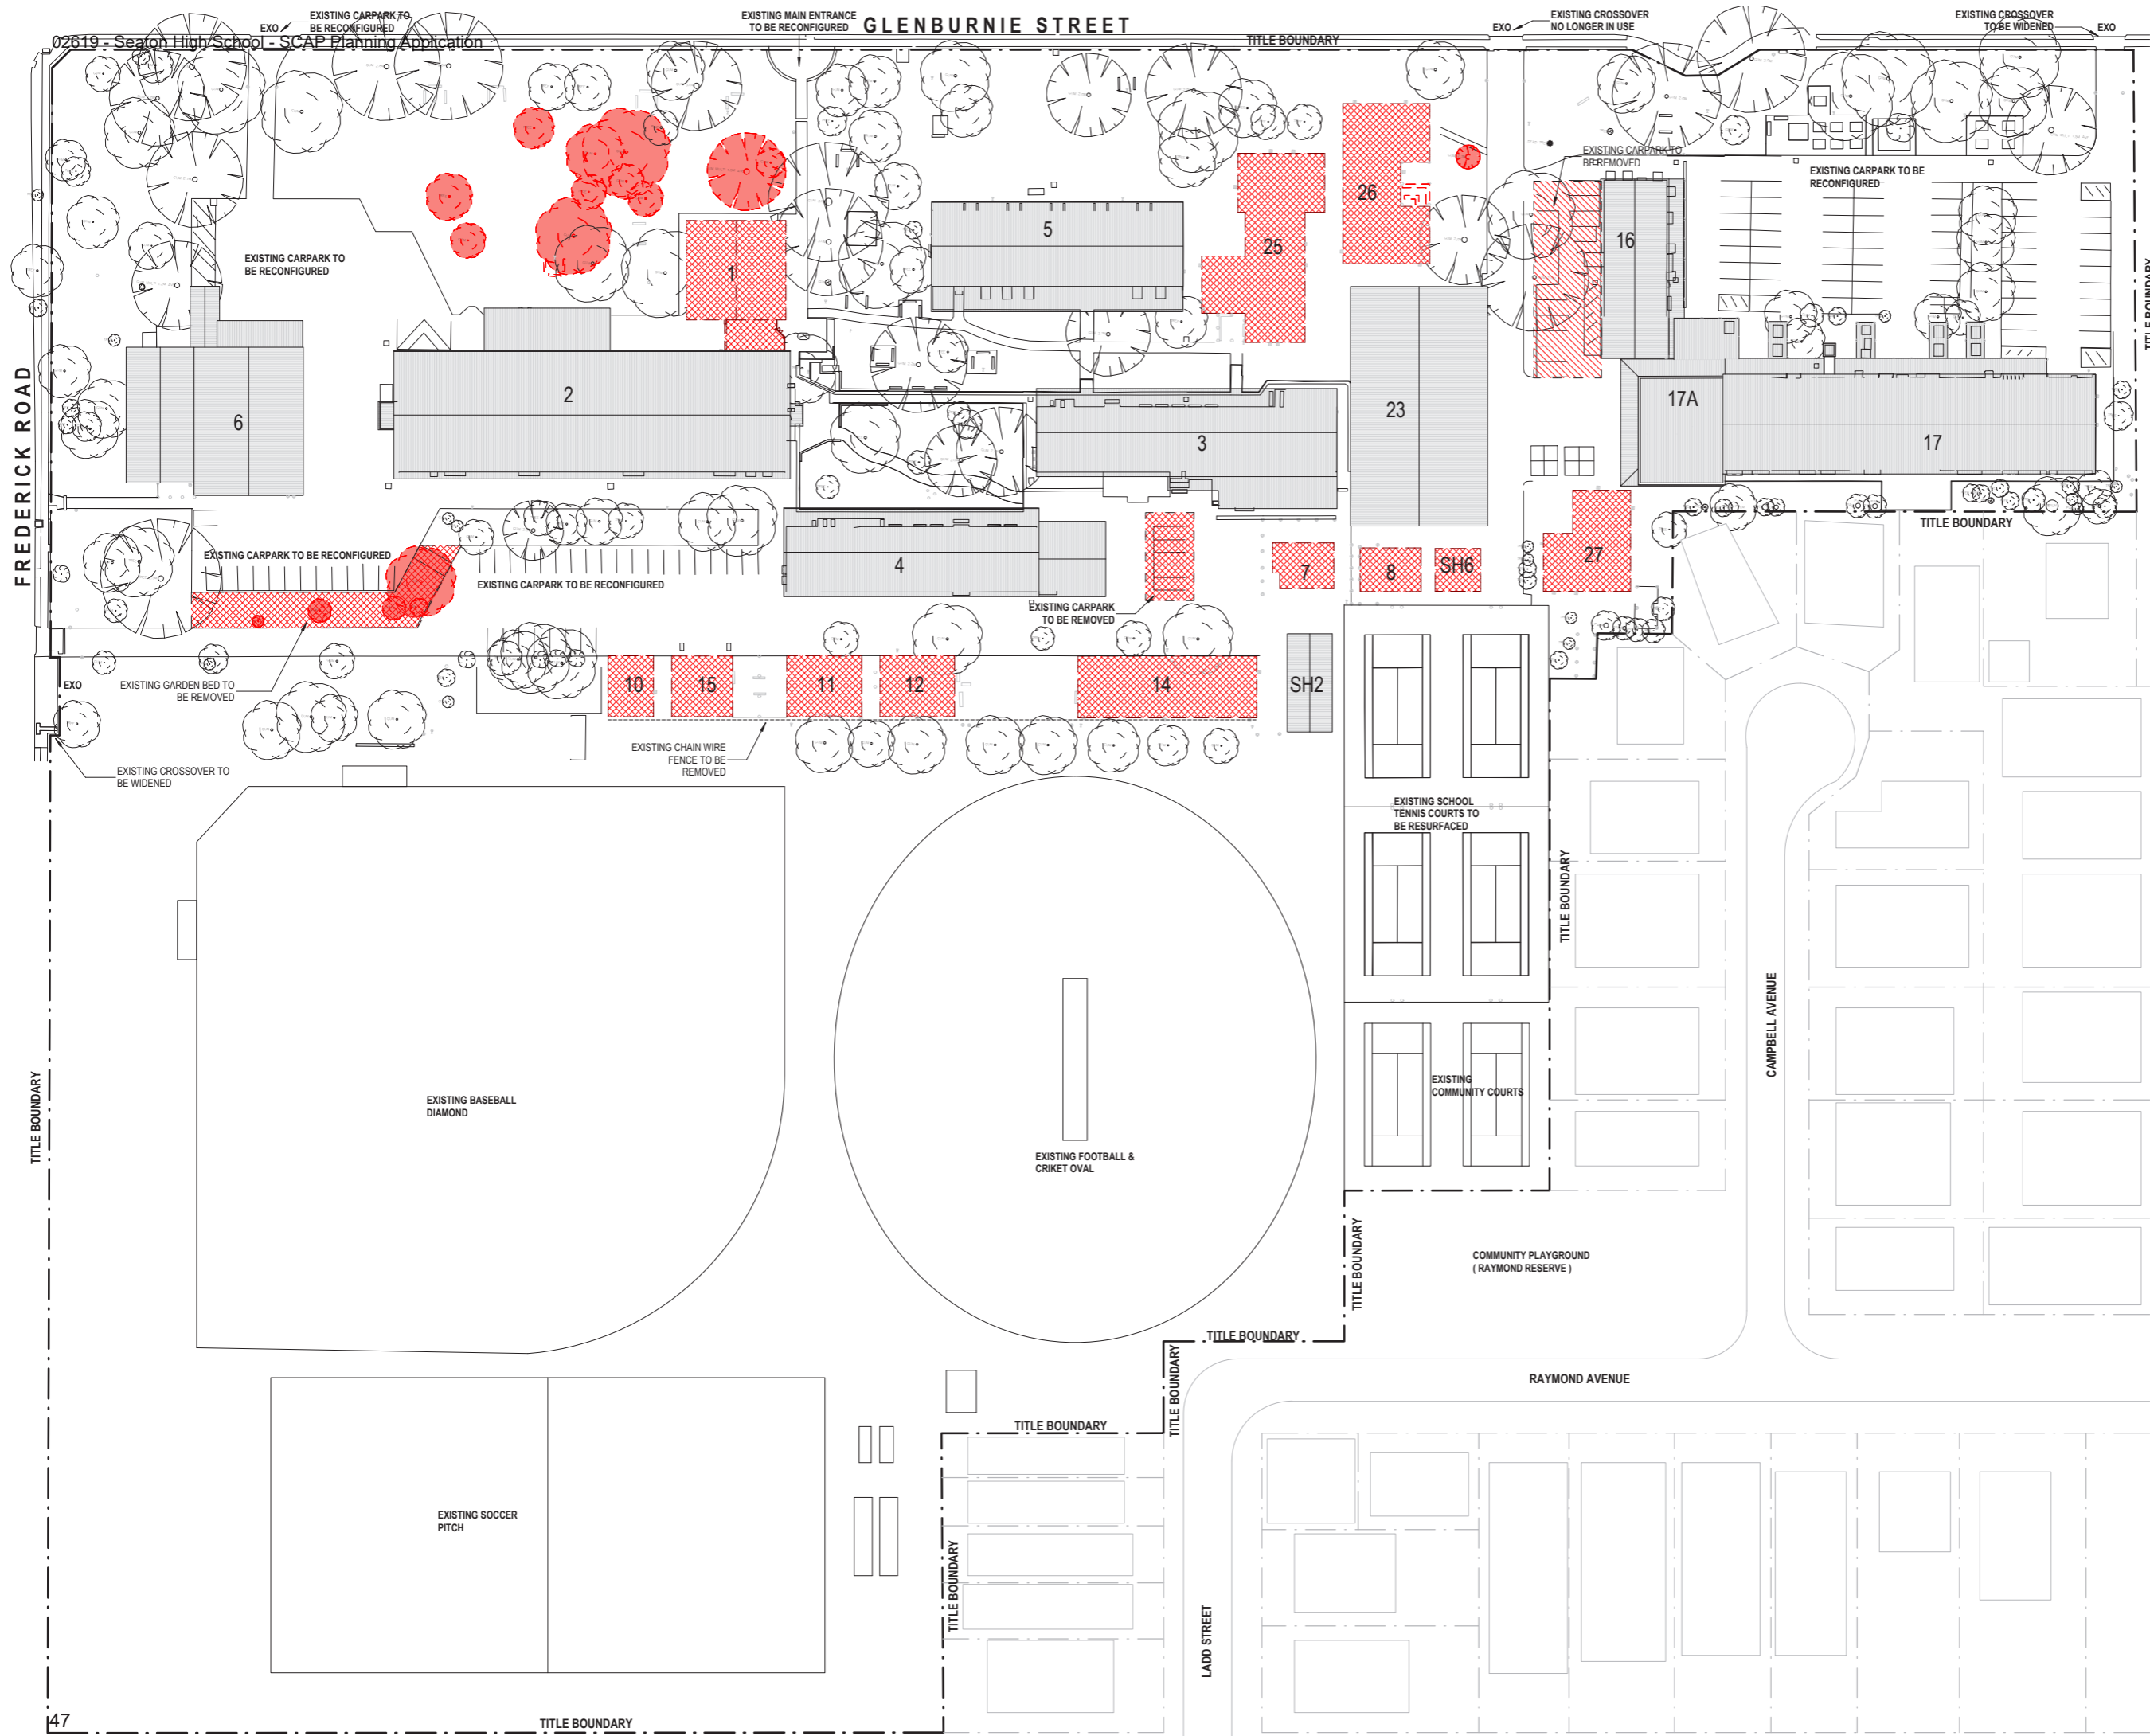 EXISTING CARPARK TO
BE RECONFIGURED
EXO
02619 - Seaton High School - SCAP Planning Application
EXISTING MAIN ENTRANCE
TO BE RECONFIGURED
GLENBURNIE STREET
TITLE BOUNDARY
EXO
EXISTING CROSSOVER
NO LONGER IN USE
EXISTING CROSSOVER
TO BE WIDENED
EXO
EXISTING CARPARK TO
BE REMOVED
EXISTING CARPARK TO BE
RECONFIGURED
26
5
25
16
1
EXISTING CARPARK TO
BE RECONFIGURED
TITLE BOUNDARY
FREDERICK ROAD
6
2
3
23
17A
17
TITLE BOUNDARY
EXISTING CARPARK TO BE RECONFIGURED
EXISTING CARPARK TO BE RECONFIGURED
4
7
8
SH6
27
EXISTING CARPARK
TO BE REMOVED
EXO
EXISTING GARDEN BED TO
BE REMOVED
10
15
11
12
14
SH2
EXISTING CHAIN WIRE
FENCE TO BE
REMOVED
EXISTING CROSSOVER TO
BE WIDENED
EXISTING SCHOOL
TENNIS COURTS TO
BE RESURFACED
TITLE BOUNDARY
CAMPBELL AVENUE
TITLE BOUNDARY
EXISTING BASEBALL
DIAMOND
EXISTING
COMMUNITY COURTS
EXISTING FOOTBALL &
CRIKET OVAL
TITLE BOUNDARY
COMMUNITY PLAYGROUND
( RAYMOND RESERVE )
TITLE BOUNDARY
TITLE BOUNDARY
RAYMOND AVENUE
TITLE BOUNDARY
EXISTING SOCCER
PITCH
TITLE BOUNDARY
LADD STREET
47
TITLE BOUNDARY